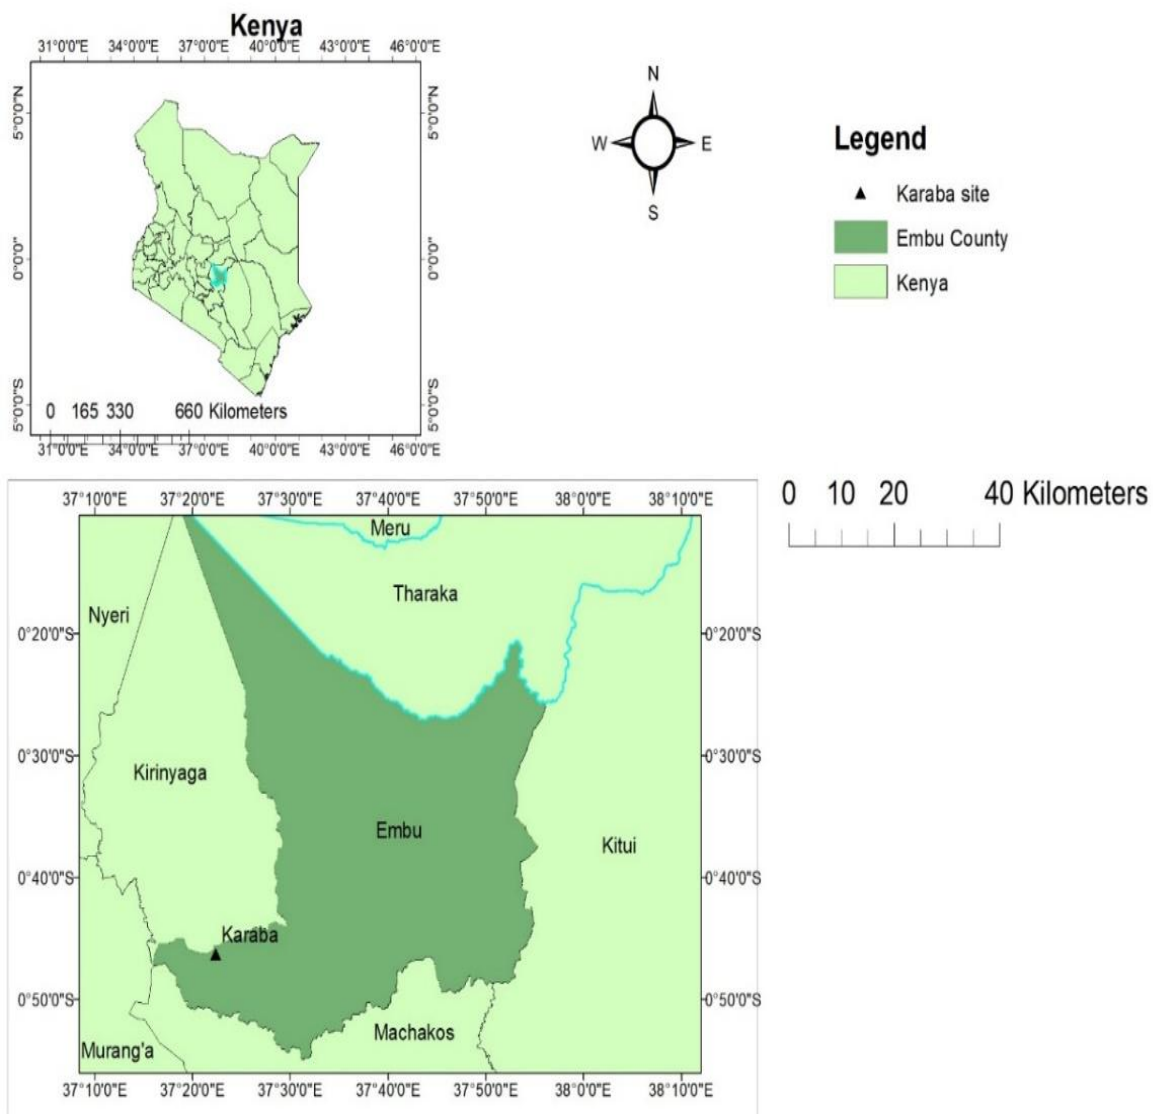 Kenya
31°0'0"E 34°0'0"E 37°0'0"E 40°0'0"E 43°0'0"E 46°0'0"E
5°0'0"N 5°0'0"N
0°0'0" 0°0'0"
5°0'0"S 5°0'0"S
0 165 330 660 Kilometers
31°0'0"E 34°0'0"E 37°0'0"E 40°0'0"E 43°0'0"E 46°0'0"E
N
W E
S
Legend
Karaba site
Embu County
Kenya
0 10 20 40 Kilometers
37°10'0"E 37°20'0"E 37°30'0"E 37°40'0"E 37°50'0"E 38°0'0"E 38°10'0"E
Meru
Tharaka
Nyeri
0°20'0"S 0°20'0"S
0°30'0"S 0°30'0"S
Kirinyaga
Embu
Kitui
0°40'0"S 0°40'0"S
Karaba
0°50'0"S 0°50'0"S
Machakos
Murang'a
37°10'0"E 37°20'0"E 37°30'0"E 37°40'0"E 37°50'0"E 38°0'0"E 38°10'0"E